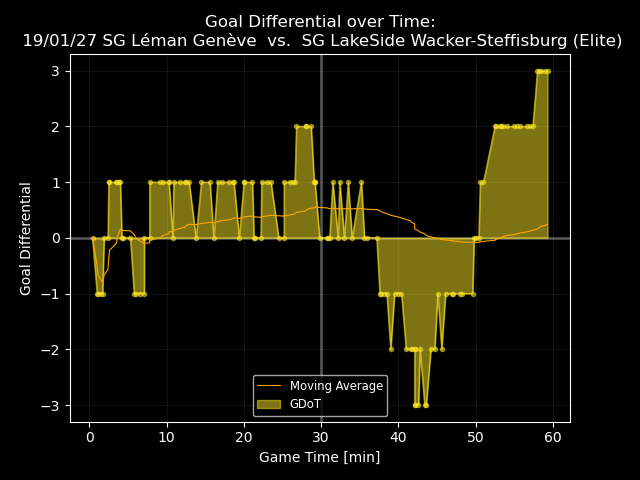 Goal Differential over Time:
19/01/27 SG Léman Genève  vs.  SG LakeSide Wacker-Steffisburg (Elite)
Goal Differential
3
2
1
0
−1
−2
−3
Moving Average
GDoT
0 10 20 30 40 50 60
Game Time [min]